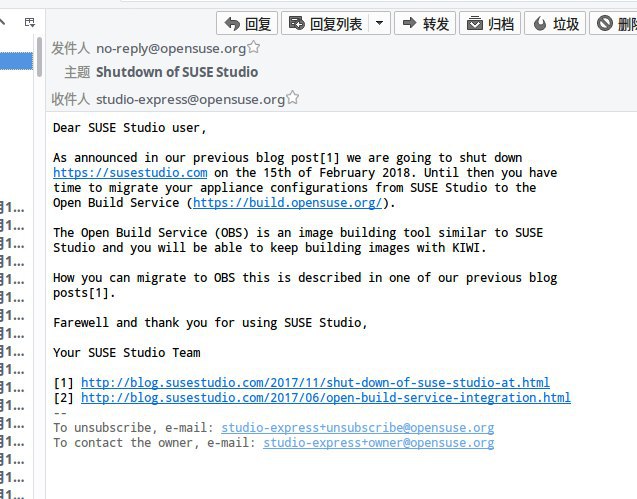 回复 回复列表 转发 归档 垃圾
发件人 no-reply@opensuse.org
主题 Shutdown of SUSE Studio
收件人 studio-express@opensuse.org
Dear SUSE Studio user,
As announced in our previous blog post[1] we are going to shut down
https://susestudio.com on the 15th of February 2018. Until then you have
time to migrate your appliance configurations from SUSE Studio to the
Open Build Service (https://build.opensuse.org/).
The Open Build Service (OBS) is an image building tool similar to SUSE
Studio and you will be able to keep building images with KIWI.
How you can migrate to OBS this is described in one of our previous blog
posts[1].
Farewell and thank you for using SUSE Studio,
Your SUSE Studio Team
[1] http://blog.susestudio.com/2017/11/shut-down-of-suse-studio-at.html
[2] http://blog.susestudio.com/2017/06/open-build-service-integration.html
--
To unsubscribe, e-mail: studio-express+unsubscribe@opensuse.org
To contact the owner, e-mail: studio-express+owner@opensuse.org